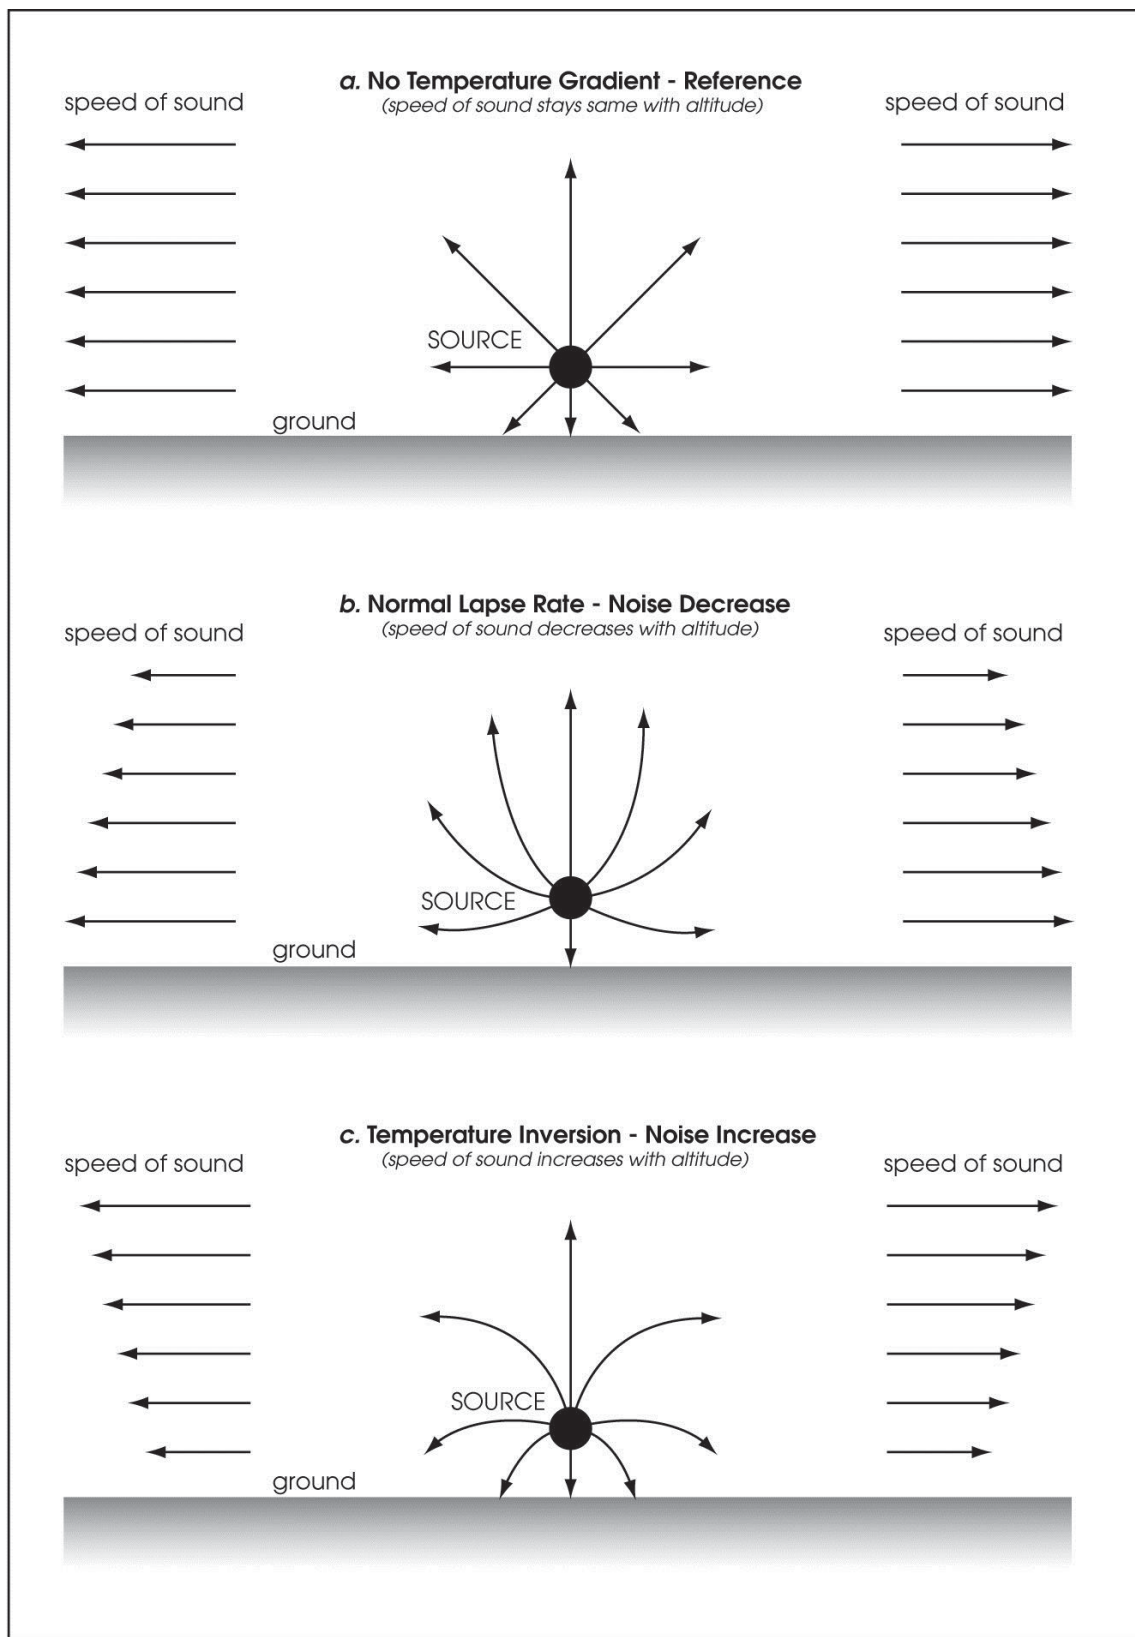 a. No Temperature Gradient - Reference
(speed of sound stays same with altitude)
speed of sound
speed of sound
SOURCE
ground
b. Normal Lapse Rate - Noise Decrease
(speed of sound decreases with altitude)
speed of sound
speed of sound
SOURCE
ground
c. Temperature Inversion - Noise Increase
(speed of sound increases with altitude)
speed of sound
speed of sound
SOURCE
ground